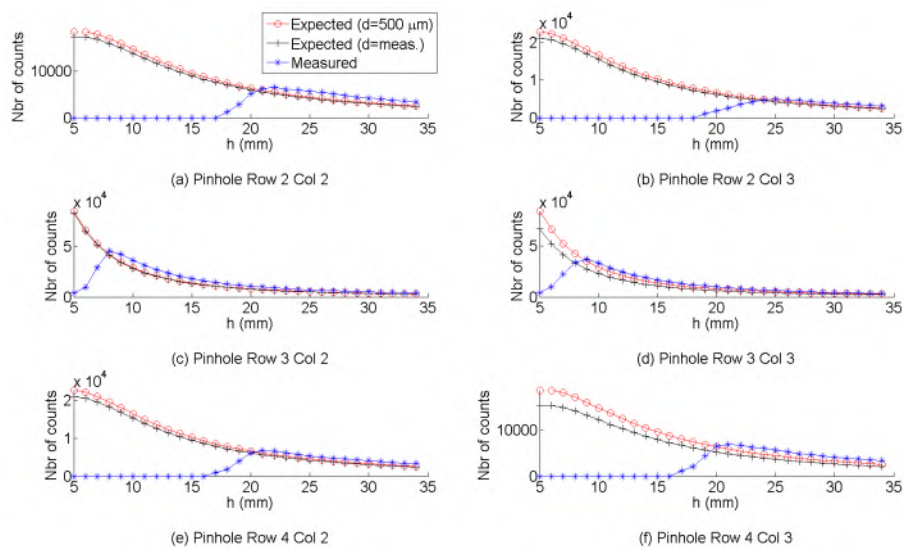 Expected (d=500 μm)
Expected (d=meas.)
Measured
Nbr of counts
10000
0
5 10 15 20 25 30 35
h (mm)
(a) Pinhole Row 2 Col 2
x 10^4
Nbr of counts
2
1
0
5 10 15 20 25 30 35
h (mm)
(b) Pinhole Row 2 Col 3
x 10^4
Nbr of counts
5
0
5 10 15 20 25 30 35
h (mm)
(c) Pinhole Row 3 Col 2
x 10^4
Nbr of counts
5
0
5 10 15 20 25 30 35
h (mm)
(d) Pinhole Row 3 Col 3
x 10^4
Nbr of counts
2
1
0
5 10 15 20 25 30 35
h (mm)
(e) Pinhole Row 4 Col 2
Nbr of counts
10000
0
5 10 15 20 25 30 35
h (mm)
(f) Pinhole Row 4 Col 3